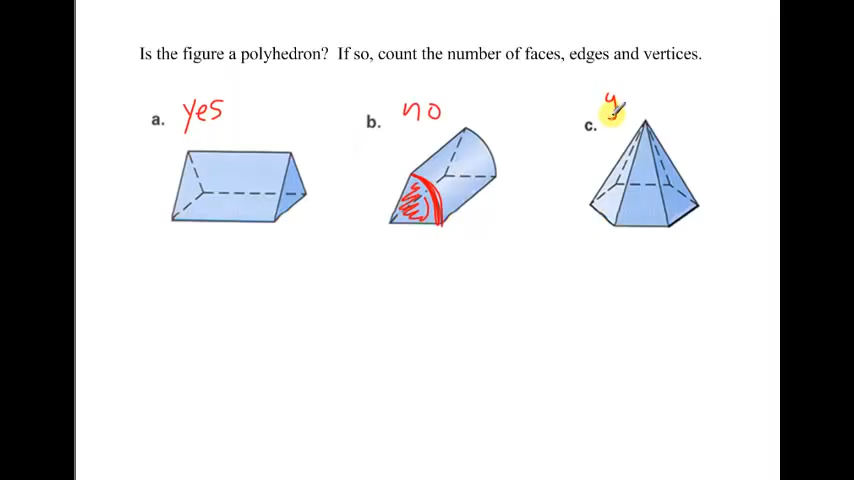 Is the figure a polyhedron? If so, count the number of faces, edges and vertices.
a. yes
b. no
c. y